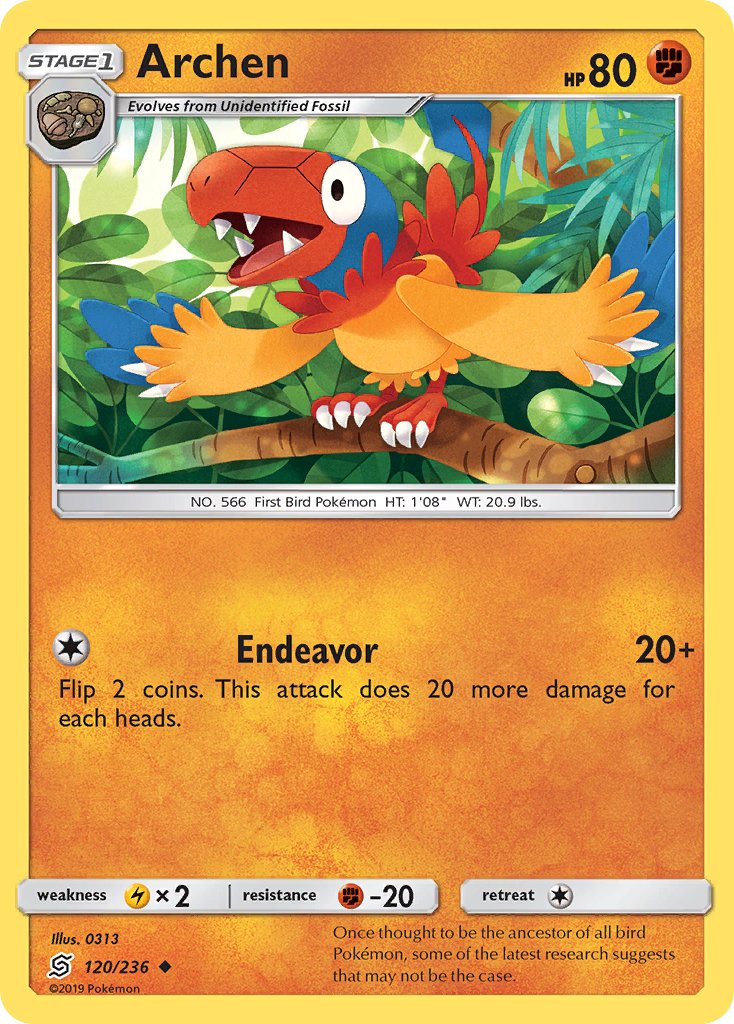 STAGE1
Archen
HP 80
Evolves from Unidentified Fossil
NO. 566 First Bird Pokémon HT: 1'08" WT: 20.9 lbs.
Endeavor 20+
Flip 2 coins. This attack does 20 more damage for
each heads.
weakness ×2 resistance -20 retreat
Illus. 0313
120/236
©2019 Pokémon
Once thought to be the ancestor of all bird
Pokémon, some of the latest research suggests
that may not be the case.